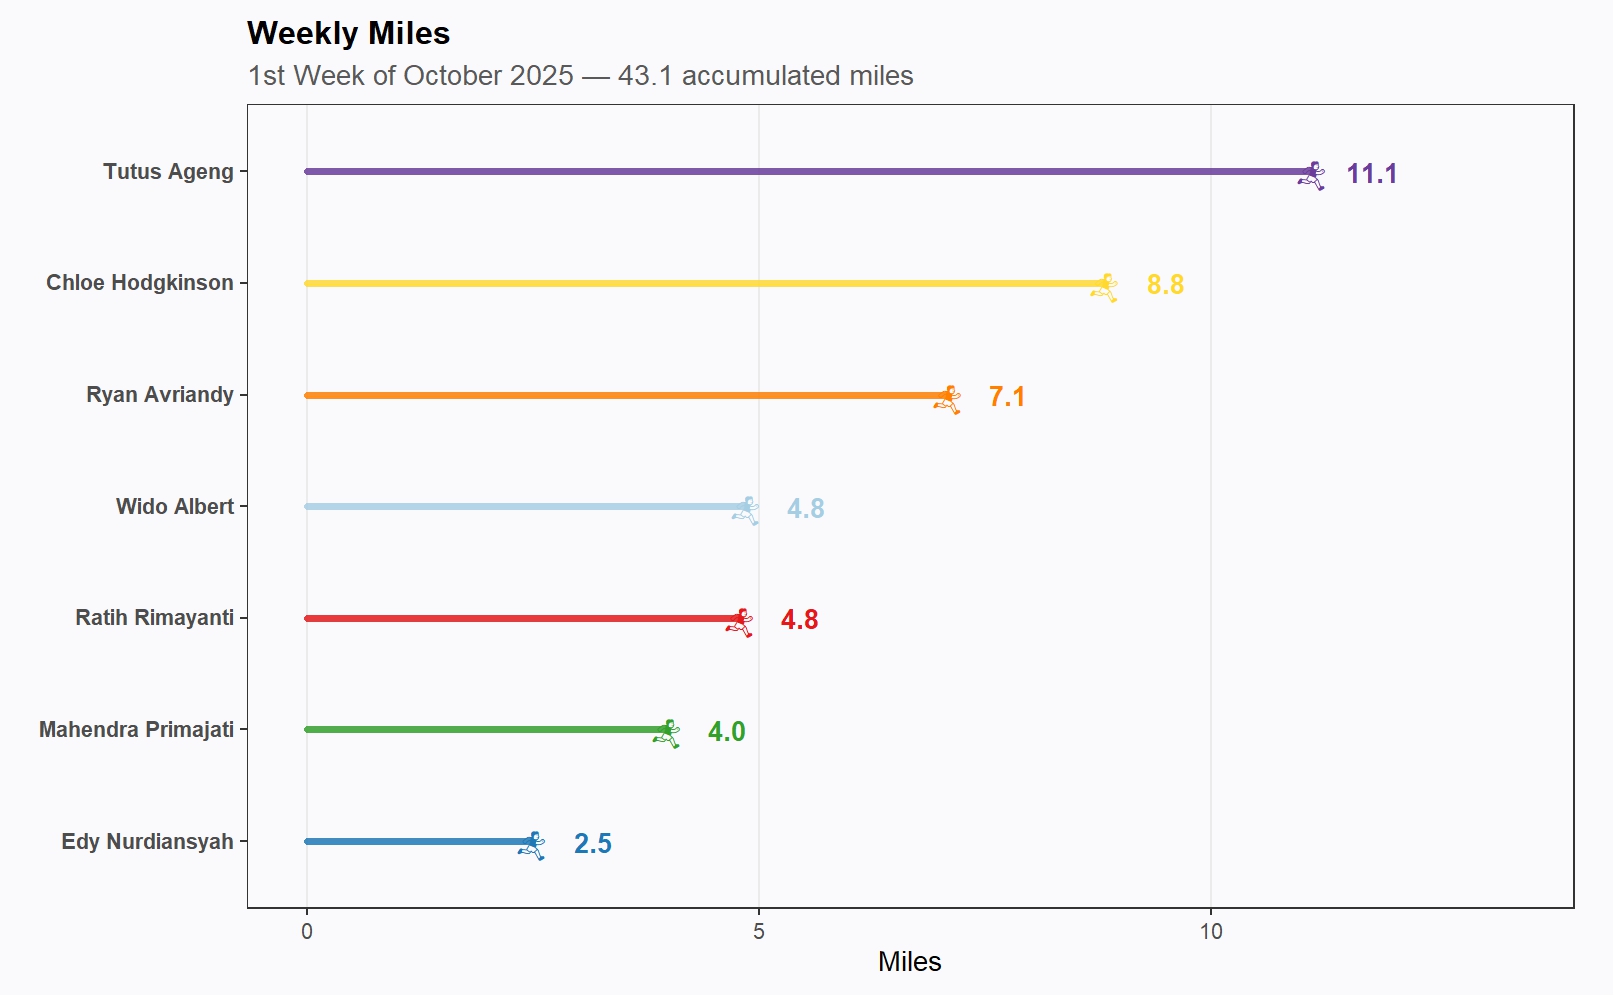 Weekly Miles
1st Week of October 2025 — 43.1 accumulated miles
Tutus Ageng 11.1
Chloe Hodgkinson 8.8
Ryan Avriandy 7.1
Wido Albert 4.8
Ratih Rimayanti 4.8
Mahendra Primajati 4.0
Edy Nurdiansyah 2.5
0 5 10
Miles